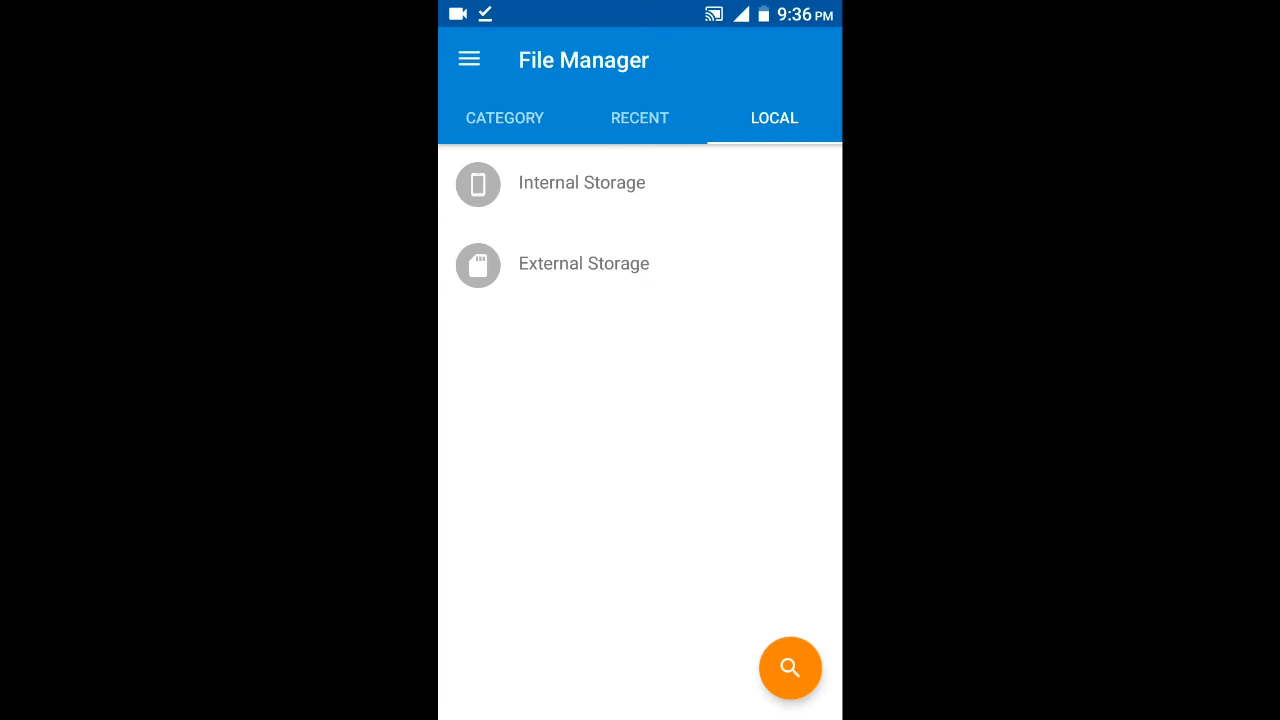 9:36 PM
File Manager
CATEGORY RECENT LOCAL
Internal Storage
External Storage